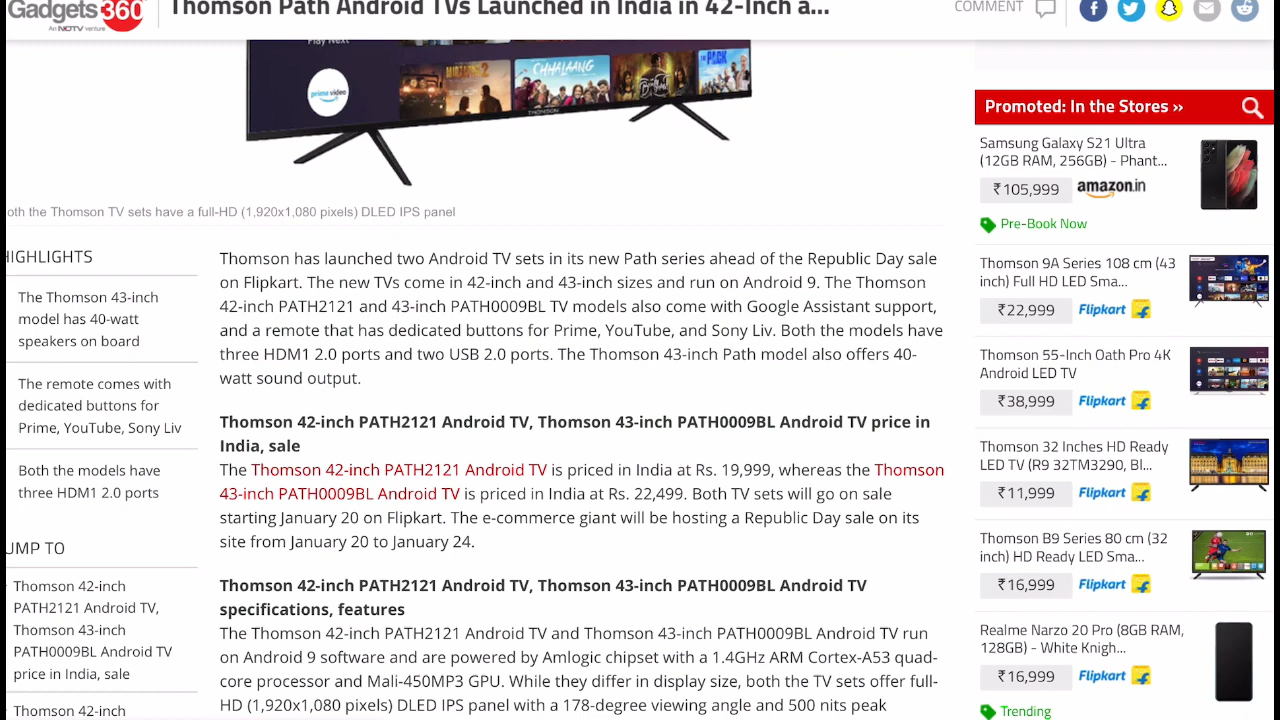 Gadgets 360°
An NDTV venture
Thomson Path Android TVs Launched in India in 42-Inch a...
COMMENT
Play Next
prime video
MIRZAPUR 2
CHHALAANG
THE PACK
THOMSON
oth the Thomson TV sets have a full-HD (1,920x1,080 pixels) DLED IPS panel
HIGHLIGHTS
The Thomson 43-inch
model has 40-watt
speakers on board
The remote comes with
dedicated buttons for
Prime, YouTube, Sony Liv
Both the models have
three HDM1 2.0 ports
UMP TO
Thomson 42-inch
PATH2121 Android TV,
Thomson 43-inch
PATH0009BL Android TV
price in India, sale
Thomson 42-inch
Thomson has launched two Android TV sets in its new Path series ahead of the Republic Day sale
on Flipkart. The new TVs come in 42-inch and 43-inch sizes and run on Android 9. The Thomson
42-inch PATH2121 and 43-inch PATH0009BL TV models also come with Google Assistant support,
and a remote that has dedicated buttons for Prime, YouTube, and Sony Liv. Both the models have
three HDM1 2.0 ports and two USB 2.0 ports. The Thomson 43-inch Path model also offers 40-
watt sound output.
Thomson 42-inch PATH2121 Android TV, Thomson 43-inch PATH0009BL Android TV price in
India, sale
The Thomson 42-inch PATH2121 Android TV is priced in India at Rs. 19,999, whereas the Thomson
43-inch PATH0009BL Android TV is priced in India at Rs. 22,499. Both TV sets will go on sale
starting January 20 on Flipkart. The e-commerce giant will be hosting a Republic Day sale on its
site from January 20 to January 24.
Thomson 42-inch PATH2121 Android TV, Thomson 43-inch PATH0009BL Android TV
specifications, features
The Thomson 42-inch PATH2121 Android TV and Thomson 43-inch PATH0009BL Android TV run
on Android 9 software and are powered by Amlogic chipset with a 1.4GHz ARM Cortex-A53 quad-
core processor and Mali-450MP3 GPU. While they differ in display size, both the TV sets offer full-
HD (1,920x1,080 pixels) DLED IPS panel with a 178-degree viewing angle and 500 nits peak
Promoted: In the Stores »
Samsung Galaxy S21 Ultra
(12GB RAM, 256GB) - Phant...
₹105,999 amazon.in
Pre-Book Now
Thomson 9A Series 108 cm (43
inch) Full HD LED Sma...
₹22,999 Flipkart
Thomson 55-Inch Oath Pro 4K
Android LED TV
₹38,999 Flipkart
Thomson 32 Inches HD Ready
LED TV (R9 32TM3290, Bl...
₹11,999 Flipkart
Thomson B9 Series 80 cm (32
inch) HD Ready LED Sma...
₹16,999 Flipkart
Realme Narzo 20 Pro (8GB RAM,
128GB) - White Knigh...
₹16,999 Flipkart
Trending